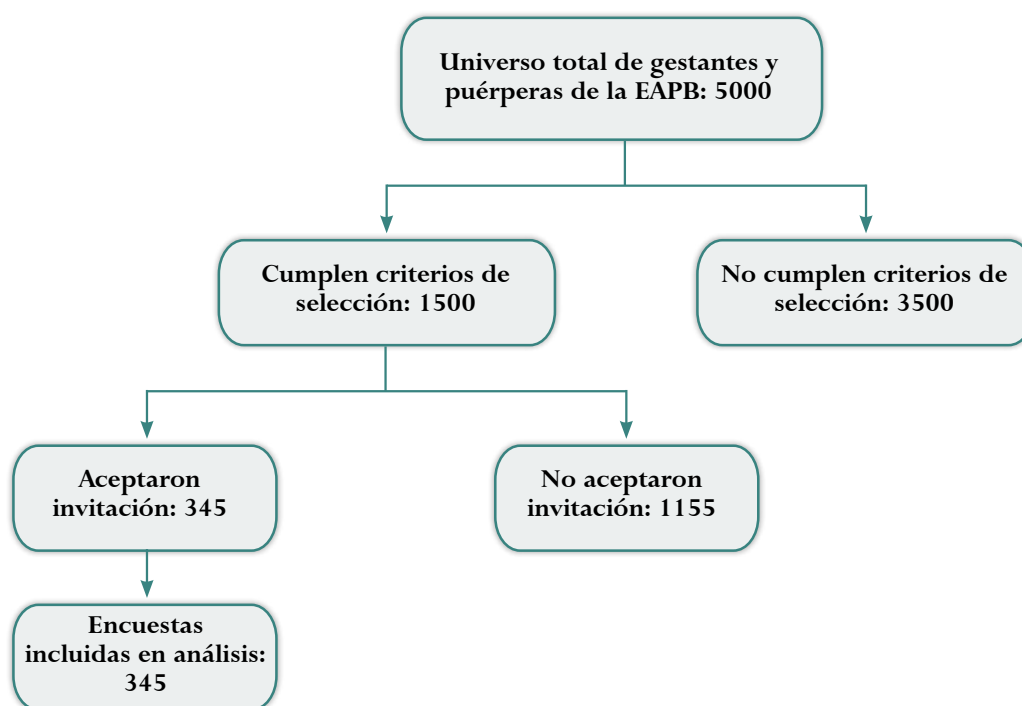 Universo total de gestantes y
puérperas de la EAPB: 5000
Cumplen criterios de
selección: 1500
No cumplen criterios de
selección: 3500
Aceptaron
invitación: 345
No aceptaron
invitación: 1155
Encuestas
incluidas en análisis:
345